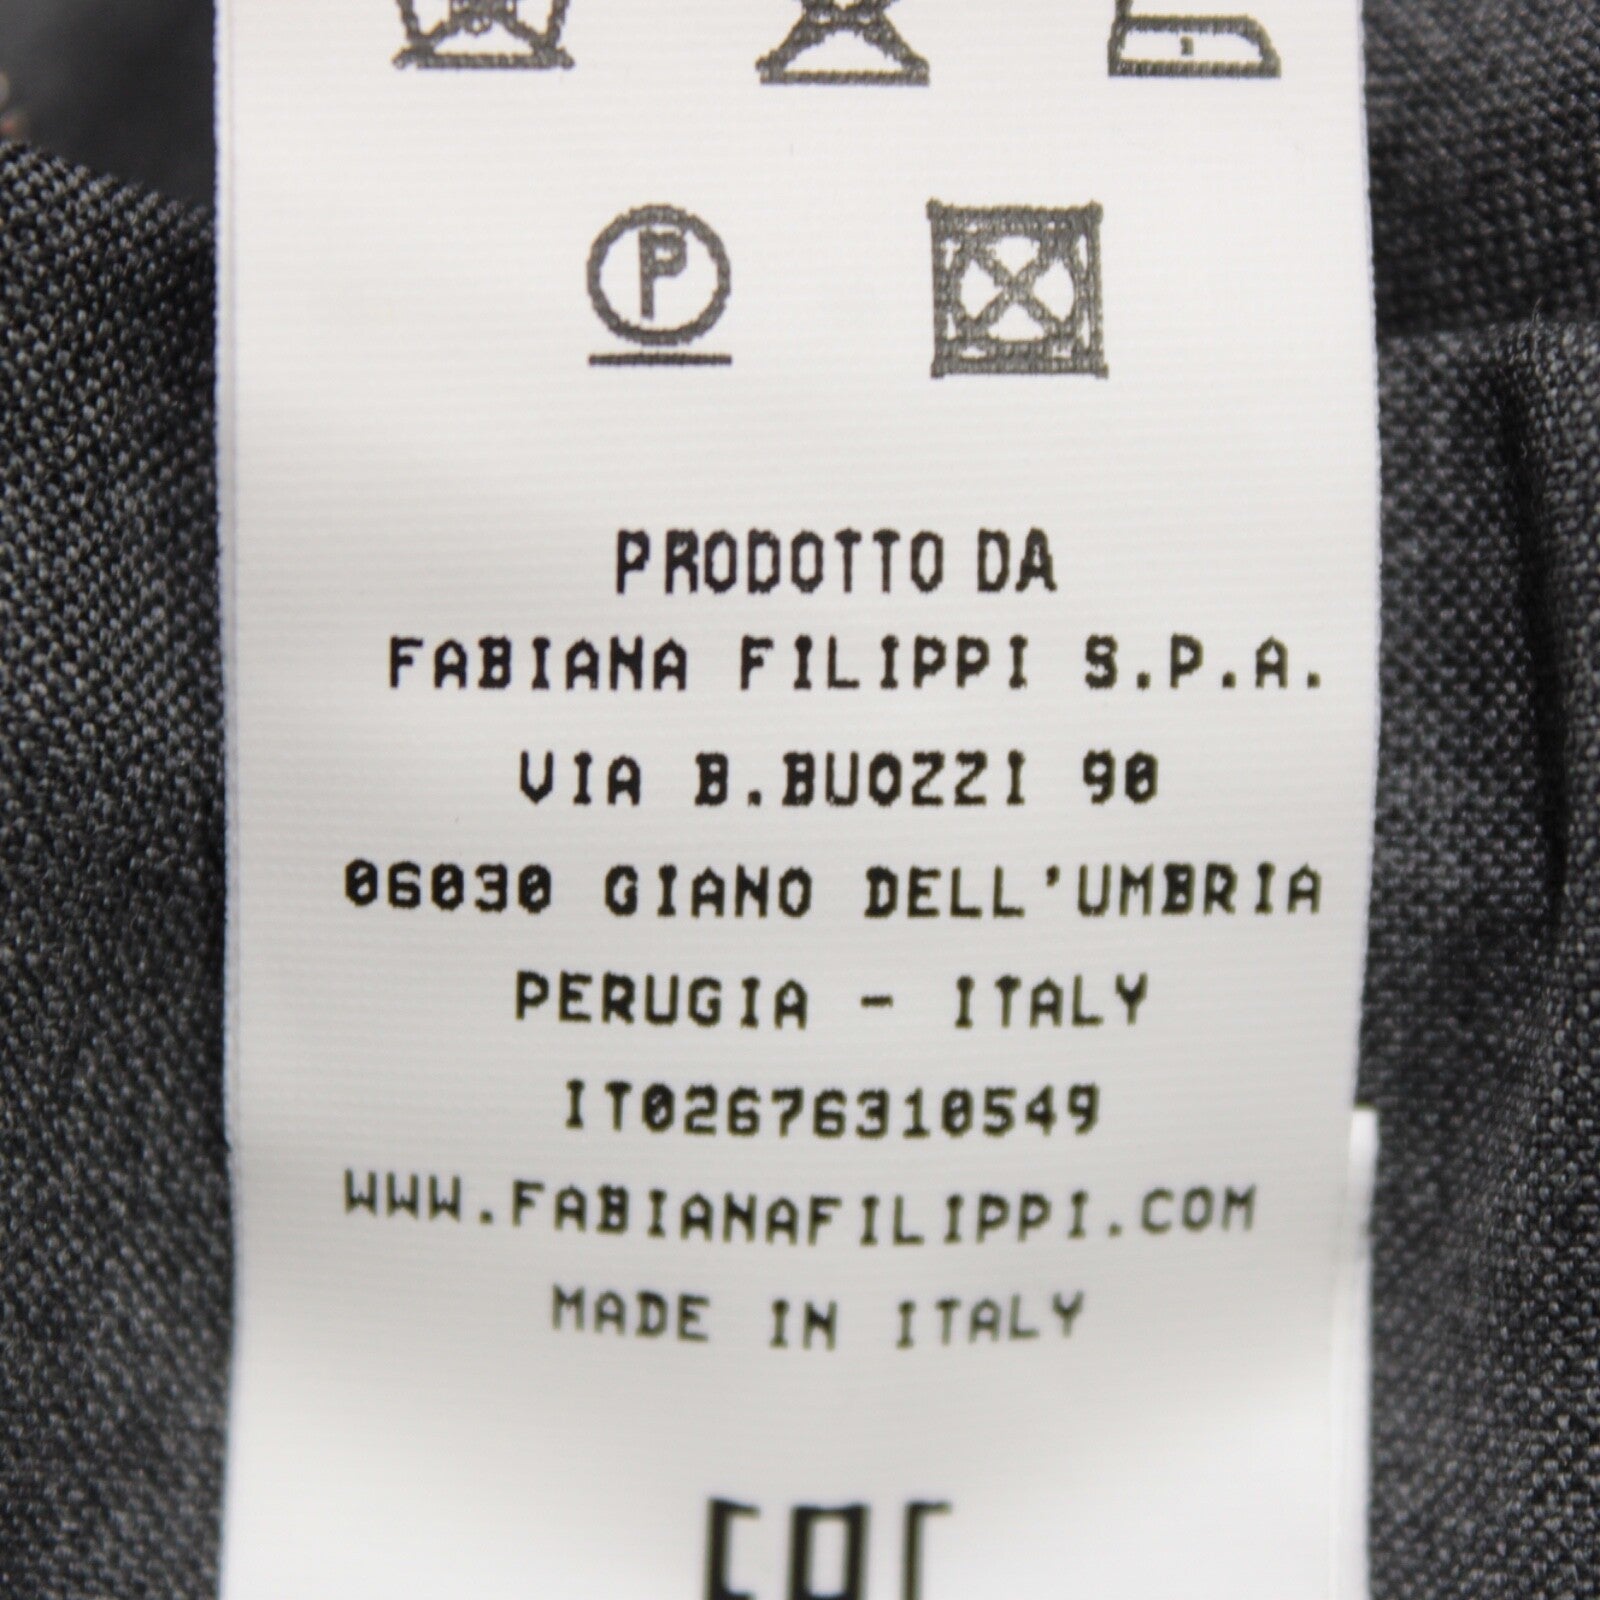 P
PRODOTTO DA
FABIANA FILIPPI S.P.A.
VIA B.BUOZZI 90
06030 GIANO DELL'UMBRIA
PERUGIA - ITALY
IT02676310549
WWW.FABIANAFILIPPI.COM
MADE IN ITALY
EAC